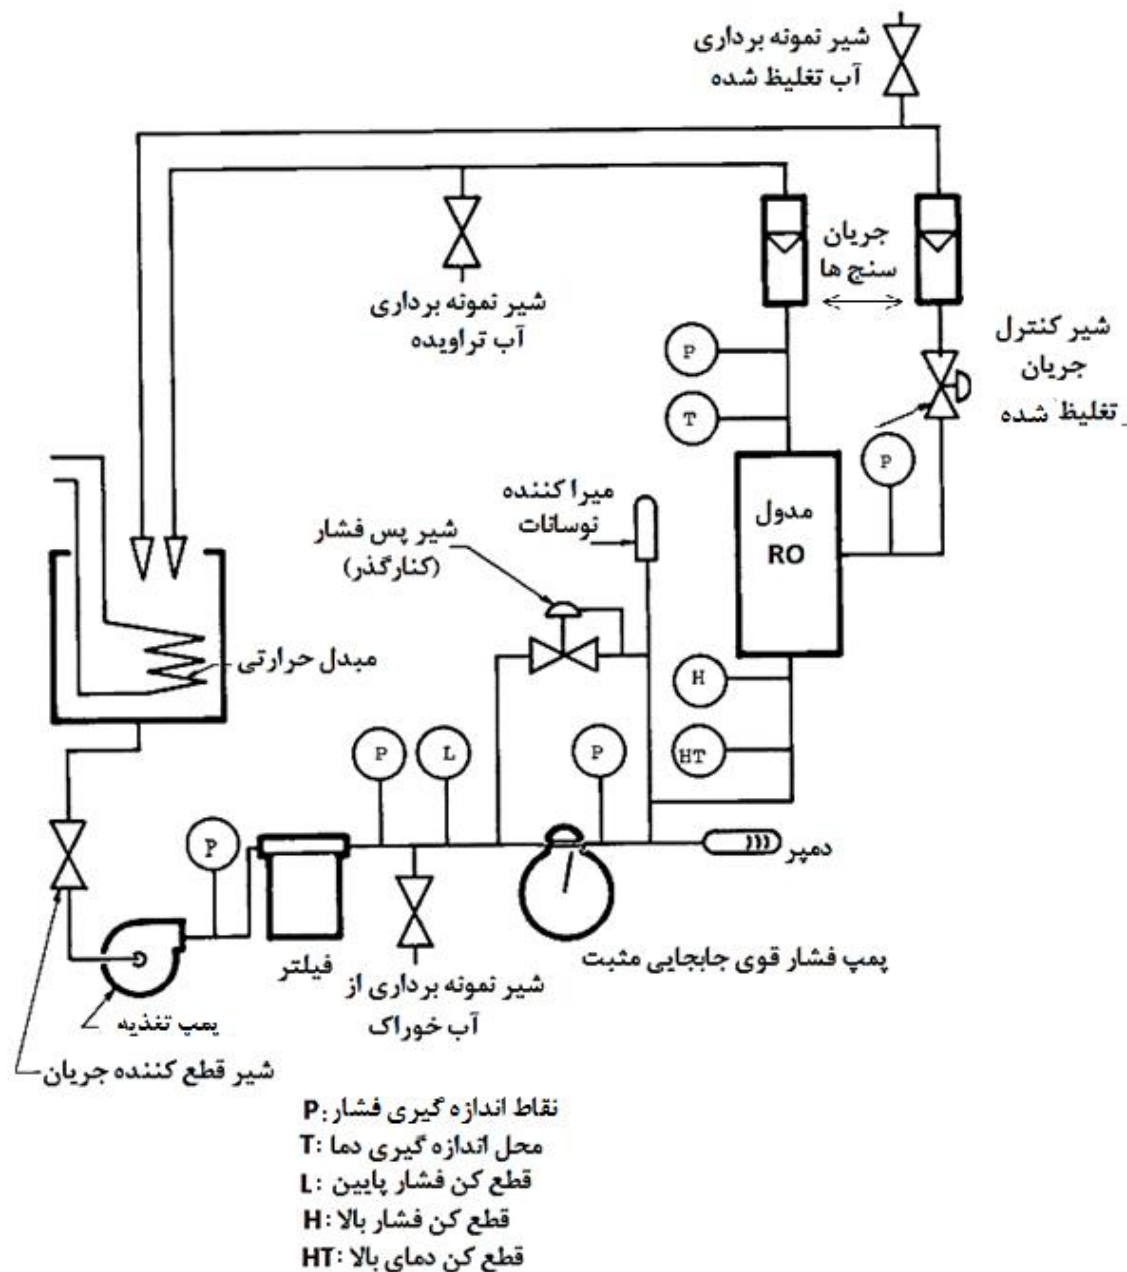 شیر نمونه برداری
آب تغلیظ شده
جریان
سنج ها
شیر نمونه برداری
آب تراویده
شیر کنترل
جریان
تغلیظ شده
P
T
P
میرا کننده
نوسانات
مدول
RO
شیر پس فشار
(کنارگذر)
مبدل حرارتی
H
HT
P
L
P
P
دمپر
فیلتر
پمپ فشار قوی جابجایی مثبت
شیر نمونه برداری از
آب خوراک
پمپ تغذیه
شیر قطع کننده جریان
P: نقاط اندازه گیری فشار
T: محل اندازه گیری دما
L: قطع کن فشار پایین
H: قطع کن فشار بالا
HT: قطع کن دمای بالا